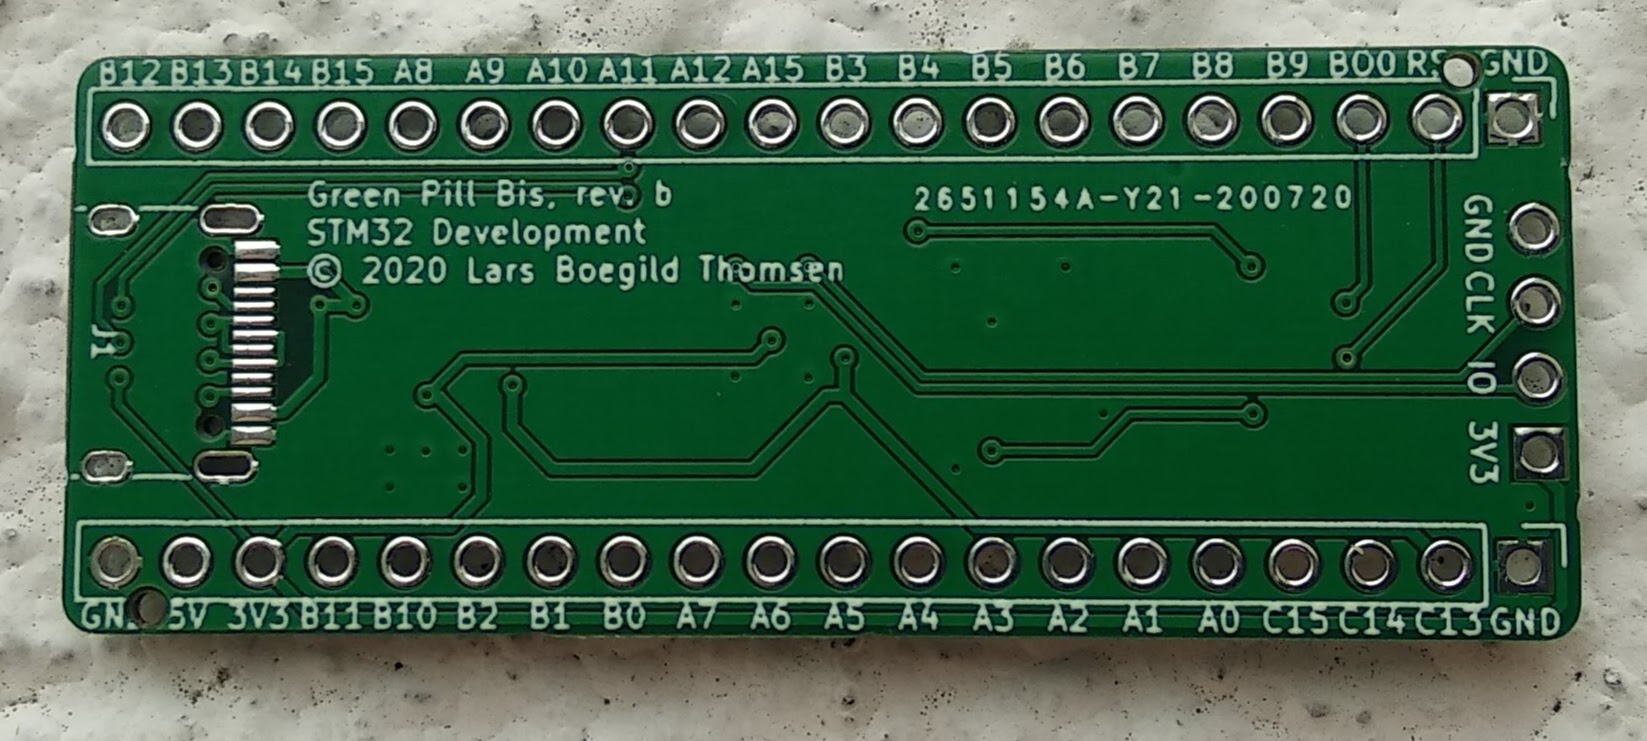 B12 B13 B14 B15 A8 A9 A10 A11 A12 A15 B3 B4 B5 B6 B7 B8 B9 BO0 GND
Green Pill Bis, rev. b
STM32 Development
© 2020 Lars Boegild Thomsen
2651154A-Y21-200720
J1
GND
CLK
IO
3V3
5V 3V3 B11 B10 B2 B1 B0 A7 A6 A5 A4 A3 A2 A1 A0 C15 C14 C13 GND